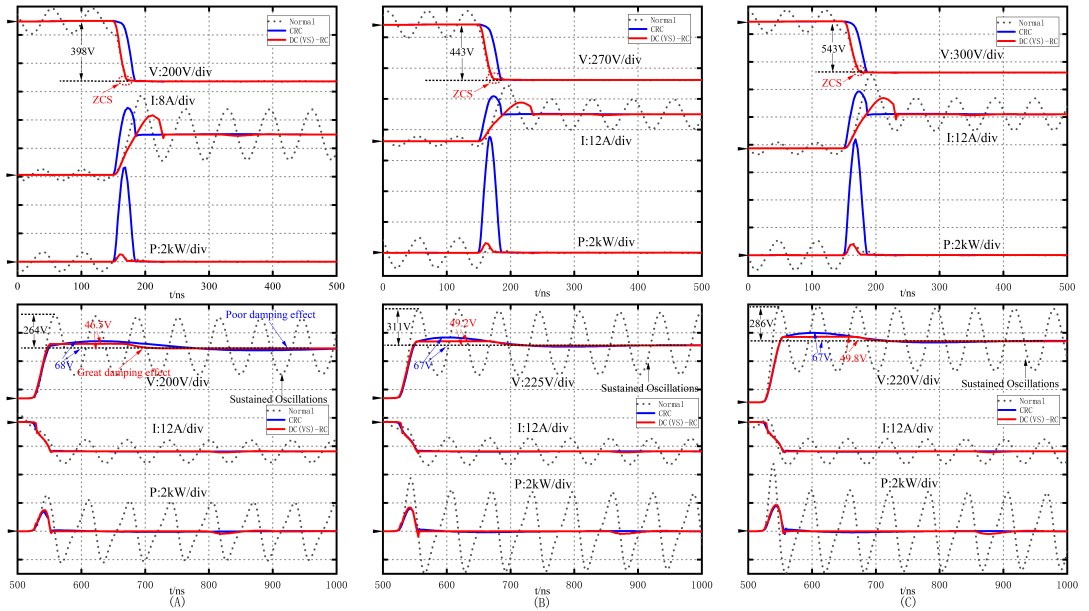 Normal
CRC
DC(VS)-RC
398V
V:200V/div
ZCS
I:8A/div
P:2kW/div
0 100 200 300 400 500
t/ns
Normal
CRC
DC(VS)-RC
443V
V:270V/div
ZCS
I:12A/div
P:2kW/div
0 100 200 300 400 500
t/ns
Normal
CRC
DC(VS)-RC
543V
V:300V/div
ZCS
I:12A/div
P:2kW/div
0 100 200 300 400 500
t/ns
264V
46.5V
Poor damping effect
68V
Great damping effect
V:200V/div
Sustained Oscillations
Normal
CRC
DC(VS)-RC
I:12A/div
P:2kW/div
500 600 700 800 900 1000
t/ns
(A)
311V
49.2V
67V
Sustained Oscillations
V:225V/div
Normal
CRC
DC(VS)-RC
I:12A/div
P:2kW/div
500 600 700 800 900 1000
t/ns
(B)
286V
67V
49.8V
V:220V/div
Sustained Oscillations
Normal
CRC
DC(VS)-RC
I:12A/div
P:2kW/div
500 600 700 800 900 1000
t/ns
(C)